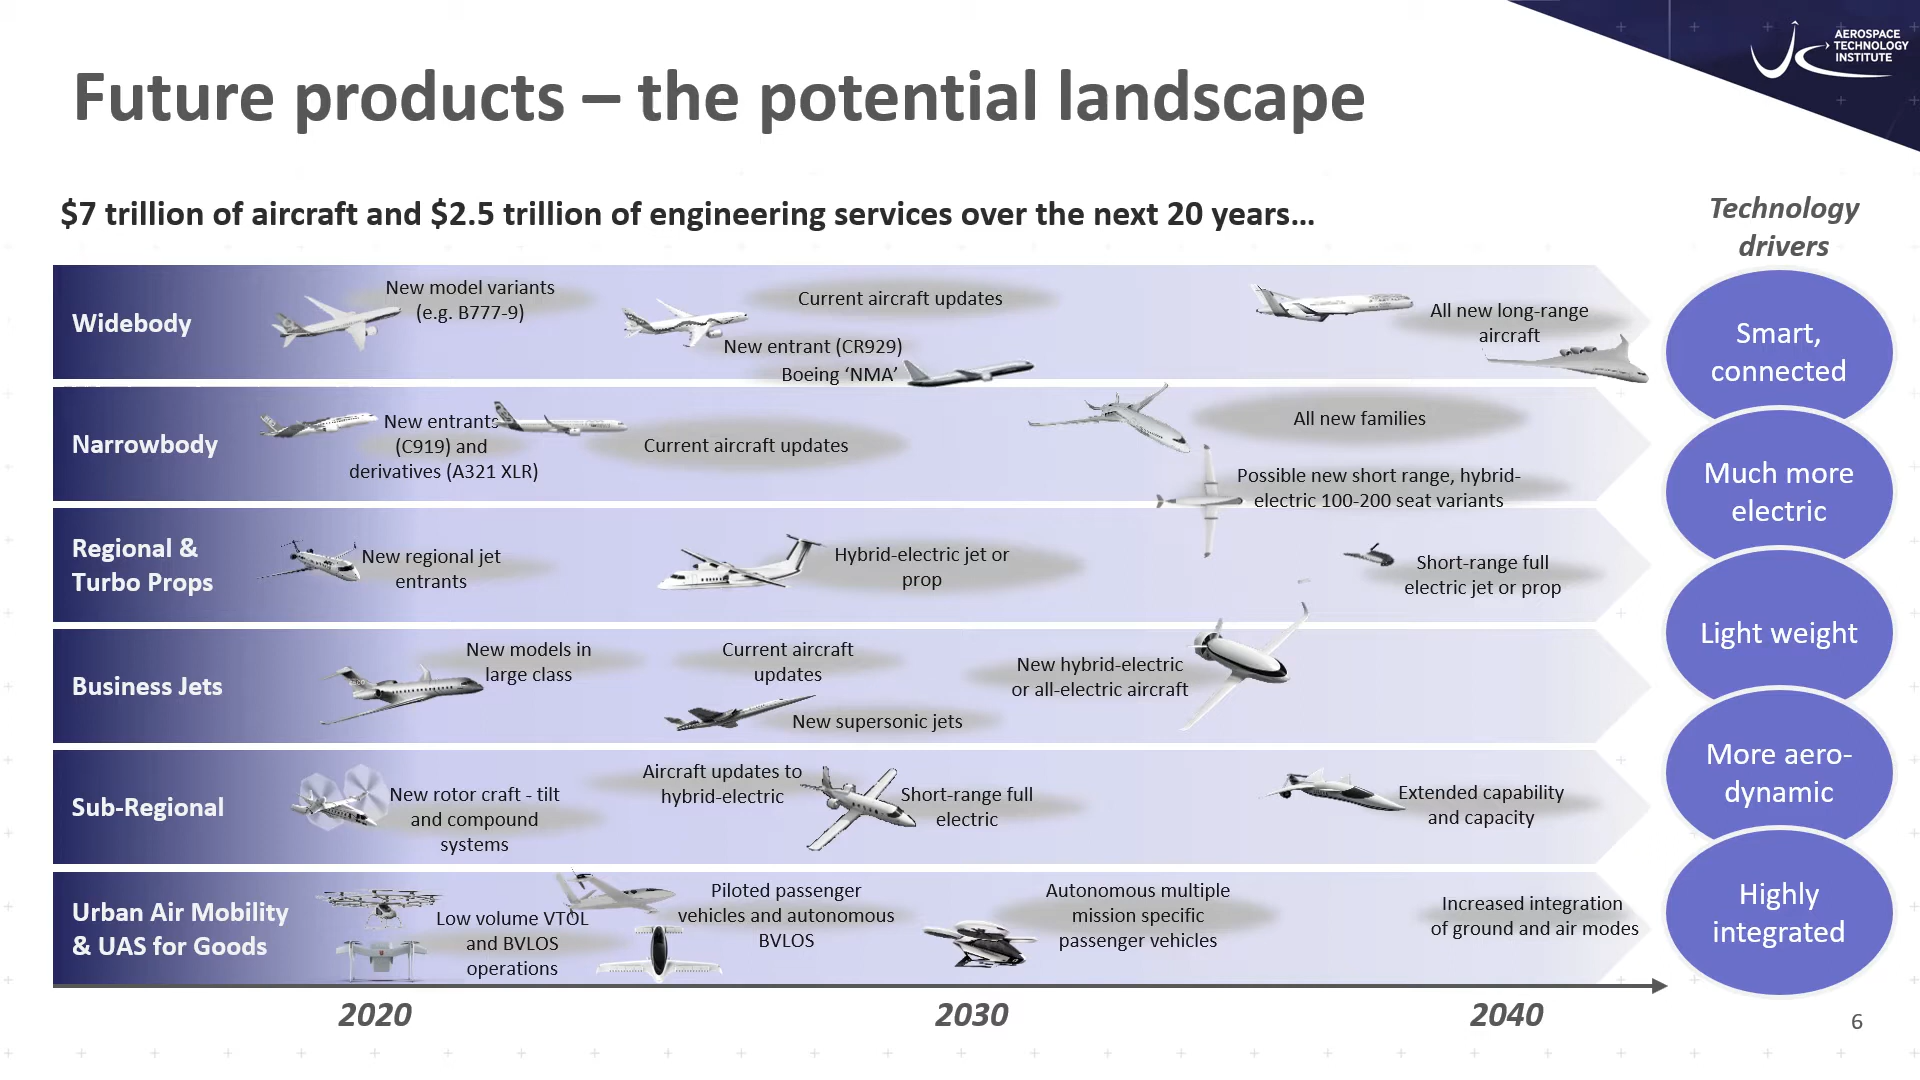 AEROSPACE
TECHNOLOGY
INSTITUTE
Future products – the potential landscape
$7 trillion of aircraft and $2.5 trillion of engineering services over the next 20 years…
Technology
drivers
Widebody
New model variants
(e.g. B777-9)
Current aircraft updates
New entrant (CR929)
Boeing ‘NMA’
All new long-range
aircraft
Narrowbody
New entrants
(C919) and
derivatives (A321 XLR)
Current aircraft updates
All new families
Possible new short range, hybrid-
electric 100-200 seat variants
Regional &
Turbo Props
New regional jet
entrants
Hybrid-electric jet or
prop
Short-range full
electric jet or prop
Business Jets
New models in
large class
Current aircraft
updates
New supersonic jets
New hybrid-electric
or all-electric aircraft
Sub-Regional
New rotor craft - tilt
and compound
systems
Aircraft updates to
hybrid-electric
Short-range full
electric
Extended capability
and capacity
Urban Air Mobility
& UAS for Goods
Low volume VTOL
and BVLOS
operations
Piloted passenger
vehicles and autonomous
BVLOS
Autonomous multiple
mission specific
passenger vehicles
Increased integration
of ground and air modes
Smart,
connected
Much more
electric
Light weight
More aero-
dynamic
Highly
integrated
2020
2030
2040
6